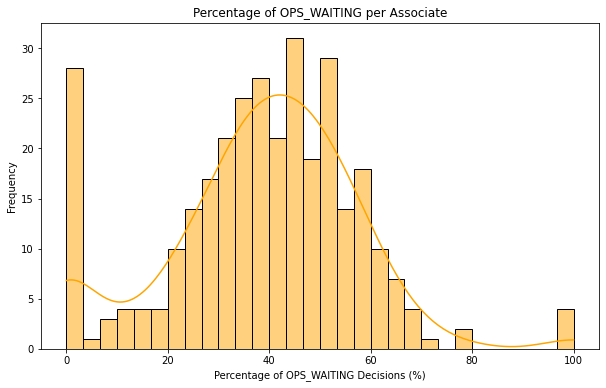 Percentage of OPS_WAITING per Associate
Frequency
30
25
20
15
10
5
0
0 20 40 60 80 100
Percentage of OPS_WAITING Decisions (%)